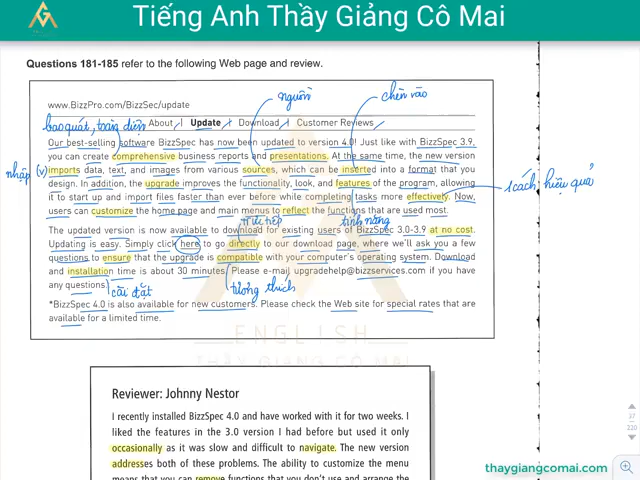 Tiếng Anh Thầy Giảng Cô Mai
Questions 181-185 refer to the following Web page and review.
nguồn
chèn vào
www.BizzPro.com/BizzSec/update
bao quát, toàn diện
About / Update / Download / Customer Reviews
Our best-selling software BizzSpec has now been updated to version 4.0! Just like with BizzSpec 3.9,
you can create comprehensive business reports and presentations. At the same time, the new version
nhập (v)
imports data, text, and images from various sources, which can be inserted into a format that you
design. In addition, the upgrade improves the functionality, look, and features of the program, allowing
cách hiệu quả
it to start up and import files faster than ever before while completing tasks more effectively. Now,
users can customize the home page and main menus to reflect the functions that are used most.
trực tiếp
tính năng
The updated version is now available to download for existing users of BizzSpec 3.0-3.9 at no cost.
Updating is easy. Simply click here to go directly to our download page, where we'll ask you a few
questions to ensure that the upgrade is compatible with your computer's operating system. Download
and installation time is about 30 minutes. Please e-mail upgradehelp@bizzservices.com if you have
any questions.
cài đặt
tương thích
*BizzSpec 4.0 is also available for new customers. Please check the Web site for special rates that are
available for a limited time.
ENGLISH
THẦY GIẢNG CÔ MAI
Reviewer: Johnny Nestor
I recently installed BizzSpec 4.0 and have worked with it for two weeks. I
liked the features in the 3.0 version I had before but used it only
occasionally as it was slow and difficult to navigate. The new version
addresses both of these problems. The ability to customize the menu
means that you can remove functions that you don't use and arrange the
37
220
thaygiangcomai.com